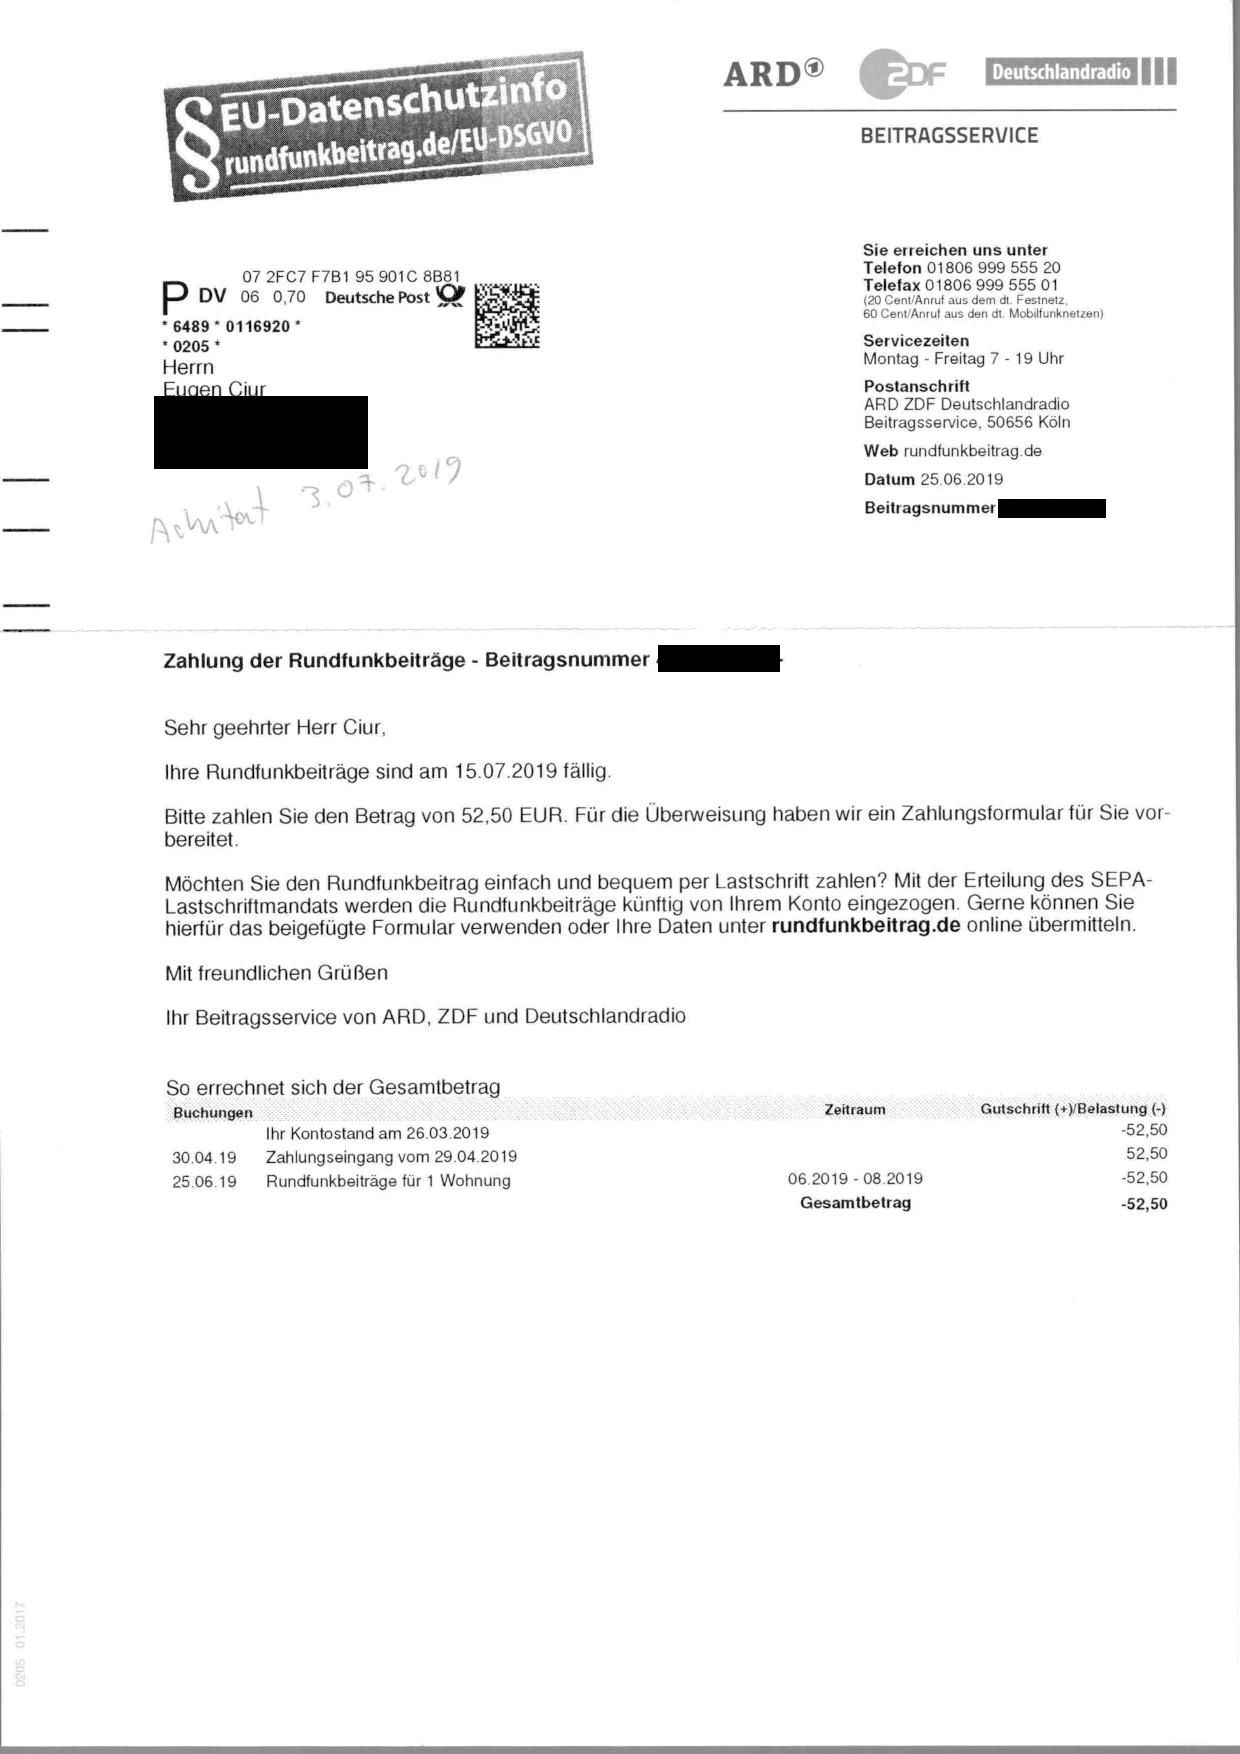 EU-Datenschutzinfo
§ rundfunkbeitrag.de/EU-DSGVO
ARD ZDF Deutschlandradio
BEITRAGSSERVICE
07 2FC7 F7B1 95 901C 8B81
P DV 06 0,70 Deutsche Post
* 6489 * 0116920 *
* 0205 *
Herrn
Eugen Ciur
Achitat 3.07.2019
Sie erreichen uns unter
Telefon 01806 999 555 20
Telefax 01806 999 555 01
(20 Cent/Anruf aus dem dt. Festnetz,
60 Cent/Anruf aus den dt. Mobilfunknetzen)
Servicezeiten
Montag - Freitag 7 - 19 Uhr
Postanschrift
ARD ZDF Deutschlandradio
Beitragsservice, 50656 Köln
Web rundfunkbeitrag.de
Datum 25.06.2019
Beitragsnummer
Zahlung der Rundfunkbeiträge - Beitragsnummer
Sehr geehrter Herr Ciur,
Ihre Rundfunkbeiträge sind am 15.07.2019 fällig.
Bitte zahlen Sie den Betrag von 52,50 EUR. Für die Überweisung haben wir ein Zahlungsformular für Sie vor-
bereitet.
Möchten Sie den Rundfunkbeitrag einfach und bequem per Lastschrift zahlen? Mit der Erteilung des SEPA-
Lastschriftmandats werden die Rundfunkbeiträge künftig von Ihrem Konto eingezogen. Gerne können Sie
hierfür das beigefügte Formular verwenden oder Ihre Daten unter rundfunkbeitrag.de online übermitteln.
Mit freundlichen Grüßen
Ihr Beitragsservice von ARD, ZDF und Deutschlandradio
So errechnet sich der Gesamtbetrag
Buchungen Zeitraum Gutschrift (+)/Belastung (-)
Ihr Kontostand am 26.03.2019 -52,50
30.04.19 Zahlungseingang vom 29.04.2019 52,50
25.06.19 Rundfunkbeiträge für 1 Wohnung 06.2019 - 08.2019 -52,50
Gesamtbetrag -52,50
0205 01.2017